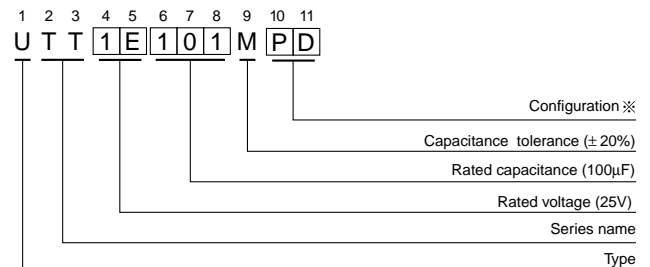 1 2 3 4 5 6 7 8 9 10 11
U T T 1 E 1 0 1 M P D
Configuration ※
Capacitance tolerance (± 20%)
Rated capacitance (100µF)
Rated voltage (25V)
Series name
Type